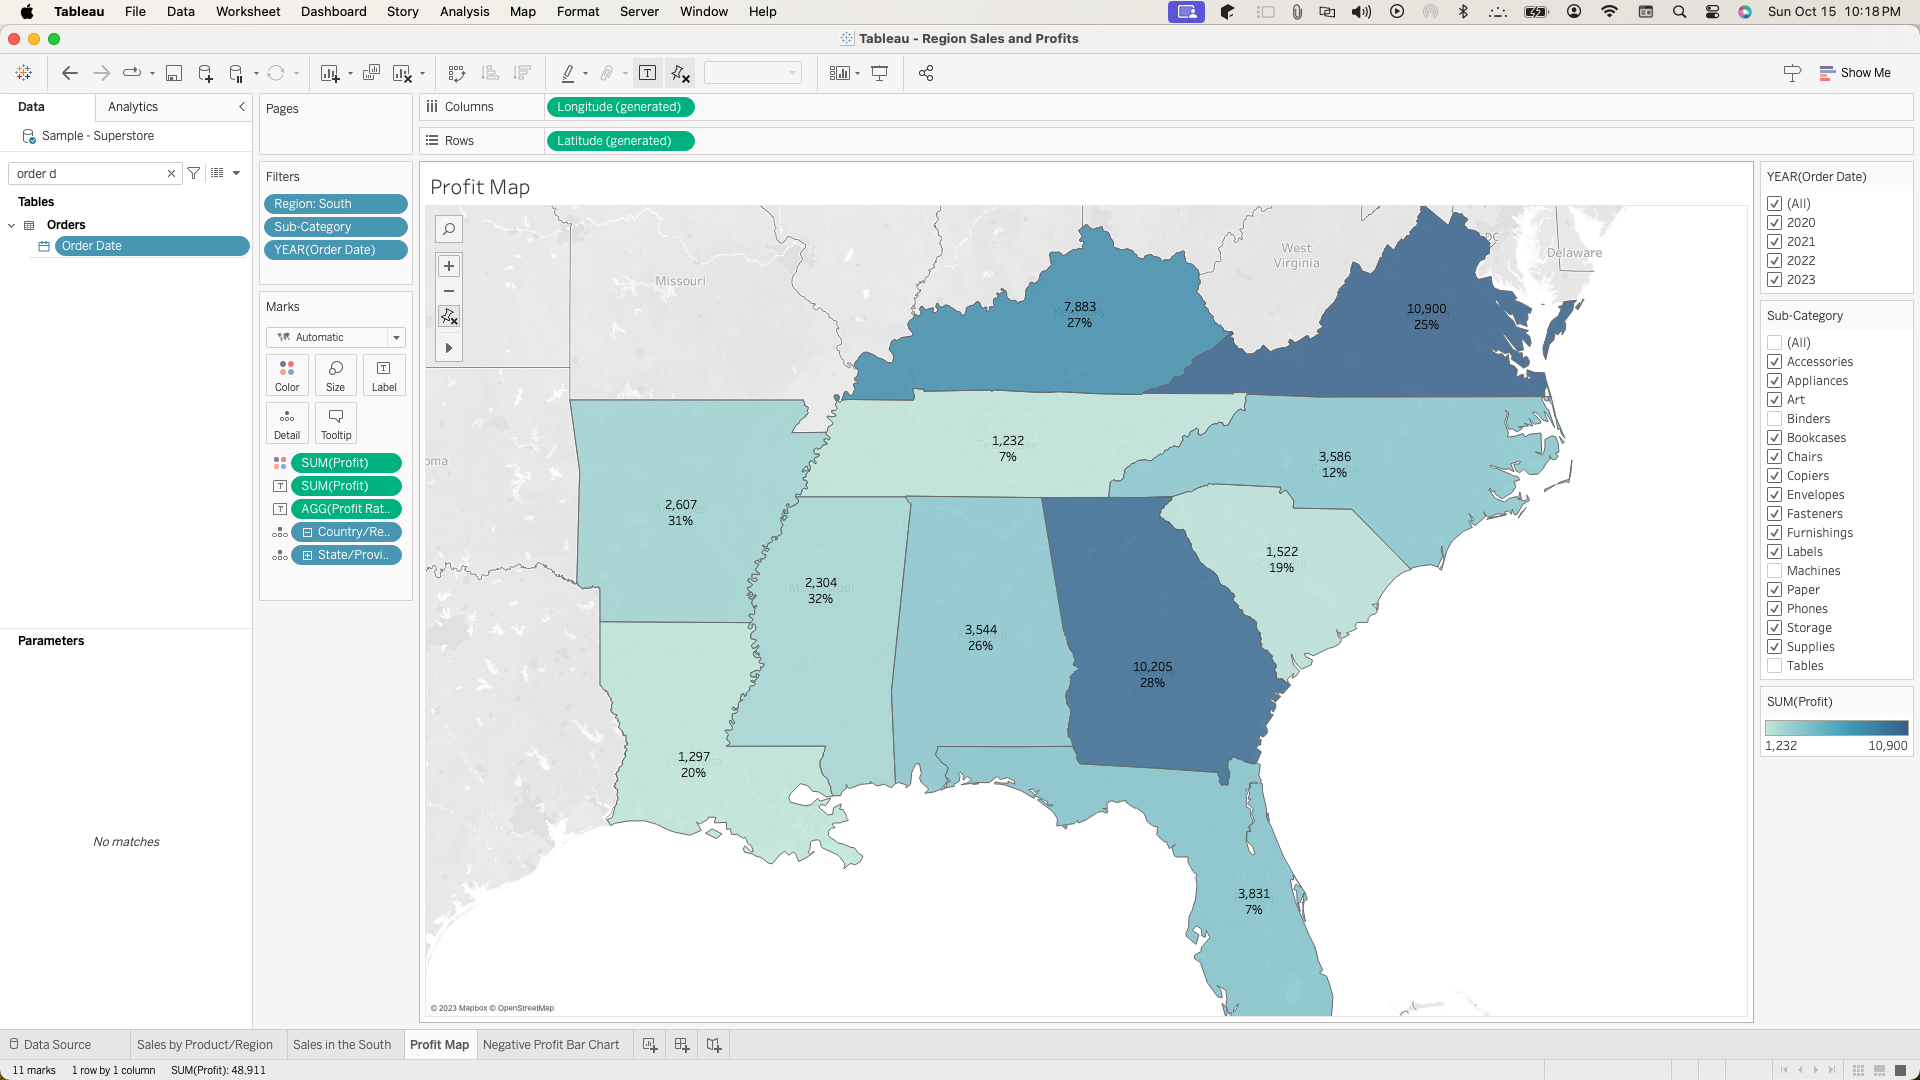 Tableau File Data Worksheet Dashboard Story Analysis Map Format Server Window Help Sun Oct 15 10:18 PM
Tableau - Region Sales and Profits
Show Me
Data Analytics
Sample - Superstore
order d
Tables
Orders
Order Date
Parameters
No matches
Pages
Filters
Region: South
Sub-Category
YEAR(Order Date)
Marks
Automatic
Color Size Label
Detail Tooltip
SUM(Profit)
SUM(Profit)
AGG(Profit Rat..
Country/Re..
State/Provi..
Columns Longitude (generated)
Rows Latitude (generated)
Profit Map
DC
West
Virginia
Delaware
Missouri
7,883
27%
10,900
25%
1,232
7%
3,586
12%
oma
2,607
31%
1,522
19%
2,304
32%
3,544
26%
10,205
28%
1,297
20%
3,831
7%
© 2023 Mapbox © OpenStreetMap
YEAR(Order Date)
(All)
2020
2021
2022
2023
Sub-Category
(All)
Accessories
Appliances
Art
Binders
Bookcases
Chairs
Copiers
Envelopes
Fasteners
Furnishings
Labels
Machines
Paper
Phones
Storage
Supplies
Tables
SUM(Profit)
1,232 10,900
Data Source Sales by Product/Region Sales in the South Profit Map Negative Profit Bar Chart
11 marks 1 row by 1 column SUM(Profit): 48,911